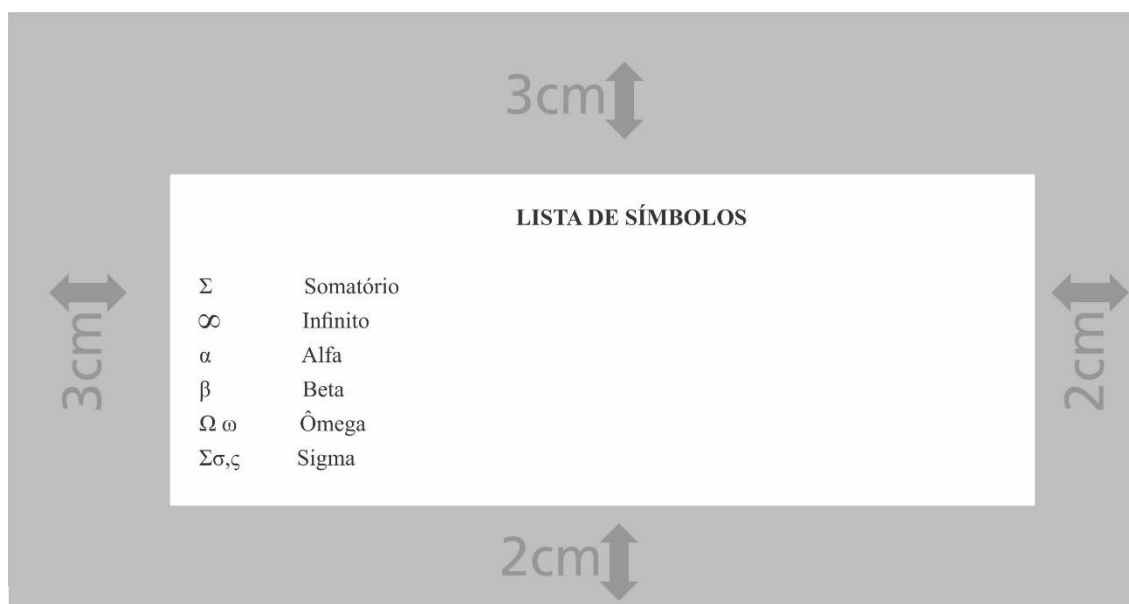 3cm
LISTA DE SÍMBOLOS
Σ Somatório
∞ Infinito
α Alfa
β Beta
Ω ω Ômega
Σσ,ς Sigma
3cm
2cm
2cm